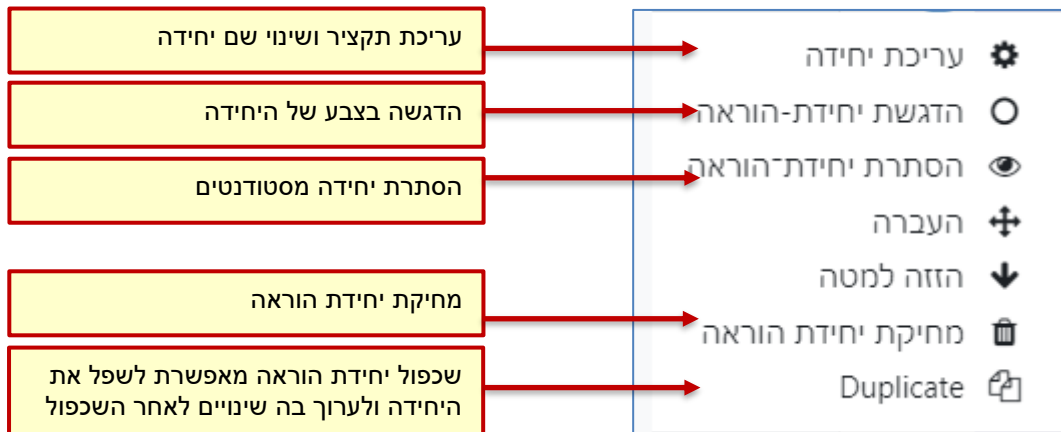 עריכת תקציר ושינוי שם יחידה
הדגשה בצבע של היחידה
הסתרת יחידה מסטודנטים
מחיקת יחידת הוראה
שכפול יחידת הוראה מאפשרת לשפל את
היחידה ולערוך בה שינויים לאחר השכפול
עריכת יחידה
הדגשת יחידת-הוראה
הסתרת יחידת־הוראה
העברה
הזזה למטה
מחיקת יחידת הוראה
Duplicate